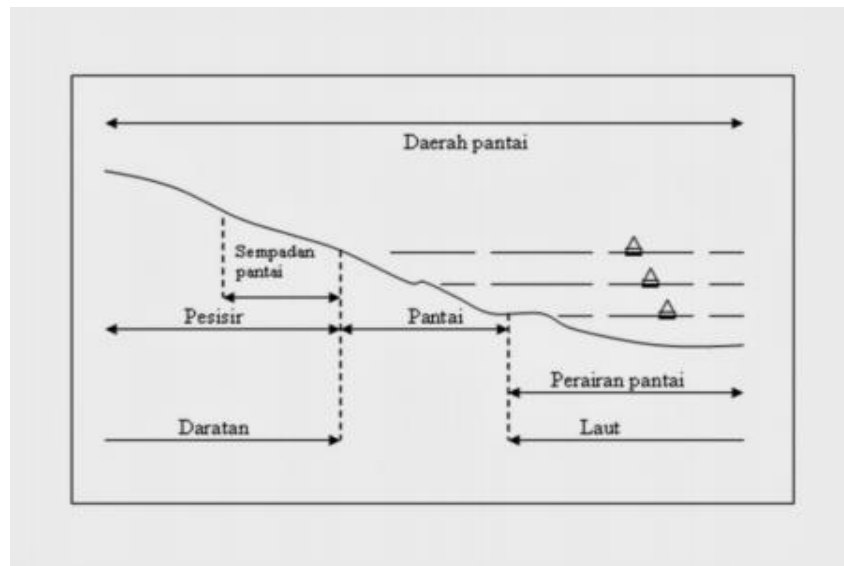 Daerah pantai
Sempadan
pantai
Pesisir
Pantai
Perairan pantai
Daratan
Laut